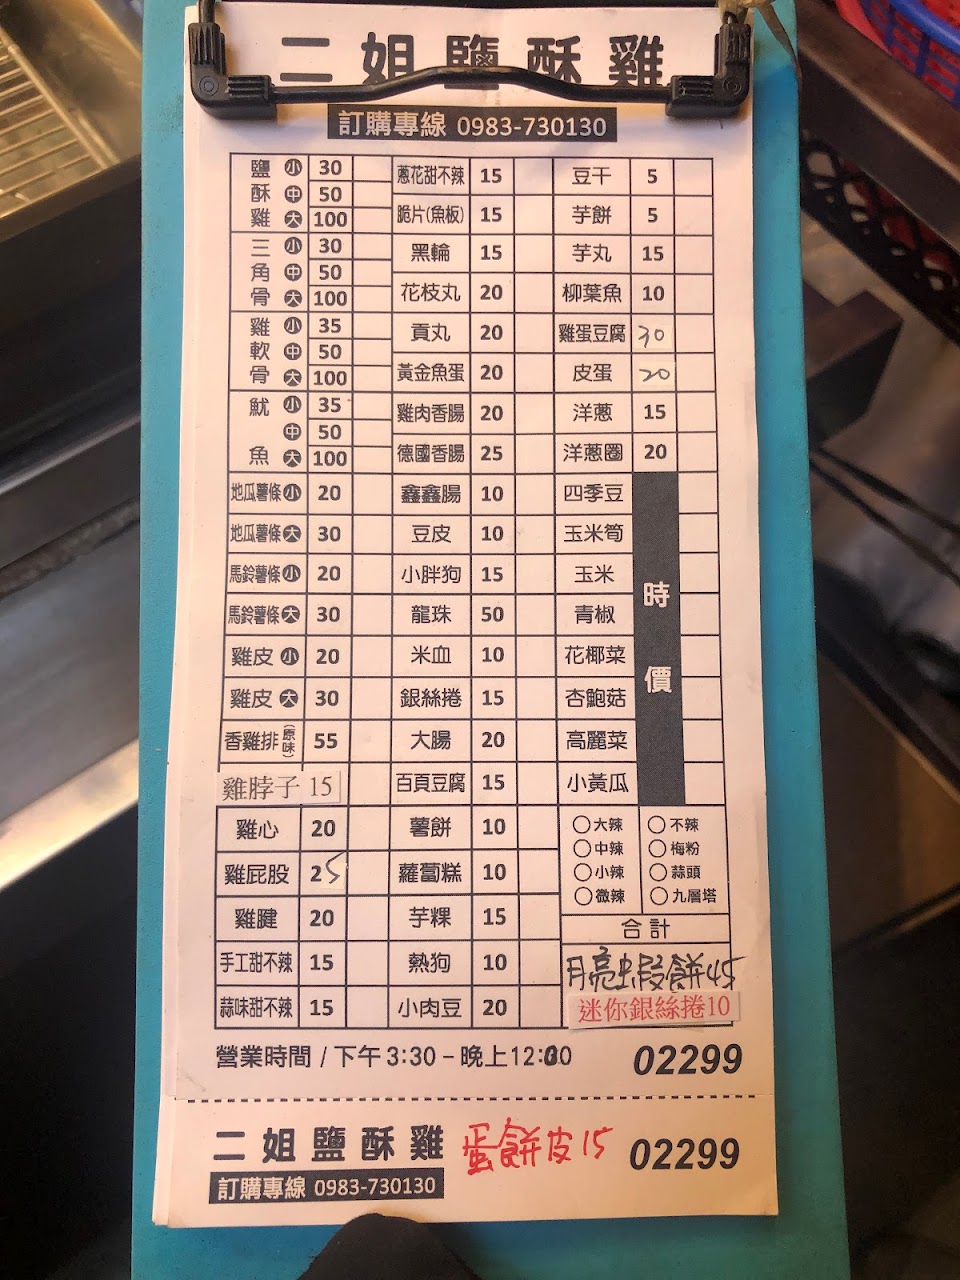 二姐鹽酥雞
訂購專線 0983-730130
鹽酥雞 小 30
中 50
大 100
三角骨 小 30
中 50
大 100
雞軟骨 小 35
中 50
大 100
魷魚 小 35
中 50
大 100
地瓜薯條 小 20
地瓜薯條 大 30
馬鈴薯條 小 20
馬鈴薯條 大 30
雞皮 小 20
雞皮 大 30
香雞排(原味) 55
雞脖子 15
雞心 20
雞屁股 25
雞腱 20
手工甜不辣 15
蒜味甜不辣 15
蔥花甜不辣 15
脆片(魚板) 15
黑輪 15
花枝丸 20
貢丸 20
黃金魚蛋 20
雞肉香腸 20
德國香腸 25
鑫鑫腸 10
豆皮 10
小胖狗 15
龍珠 50
米血 10
銀絲捲 15
大腸 20
百頁豆腐 15
薯餅 10
蘿蔔糕 10
芋粿 15
熱狗 10
小肉豆 20
豆干 5
芋餅 5
芋丸 15
柳葉魚 10
雞蛋豆腐 30
皮蛋 20
洋蔥 15
洋蔥圈 20
四季豆
玉米筍
玉米
青椒
花椰菜
杏鮑菇
高麗菜
小黃瓜
時價
大辣 不辣
中辣 梅粉
小辣 蒜頭
微辣 九層塔
合計
月亮虫叚餅45
迷你銀絲捲10
營業時間 / 下午 3:30 - 晚上12:00
02299
二姐鹽酥雞
訂購專線 0983-730130
蛋餅皮15
02299